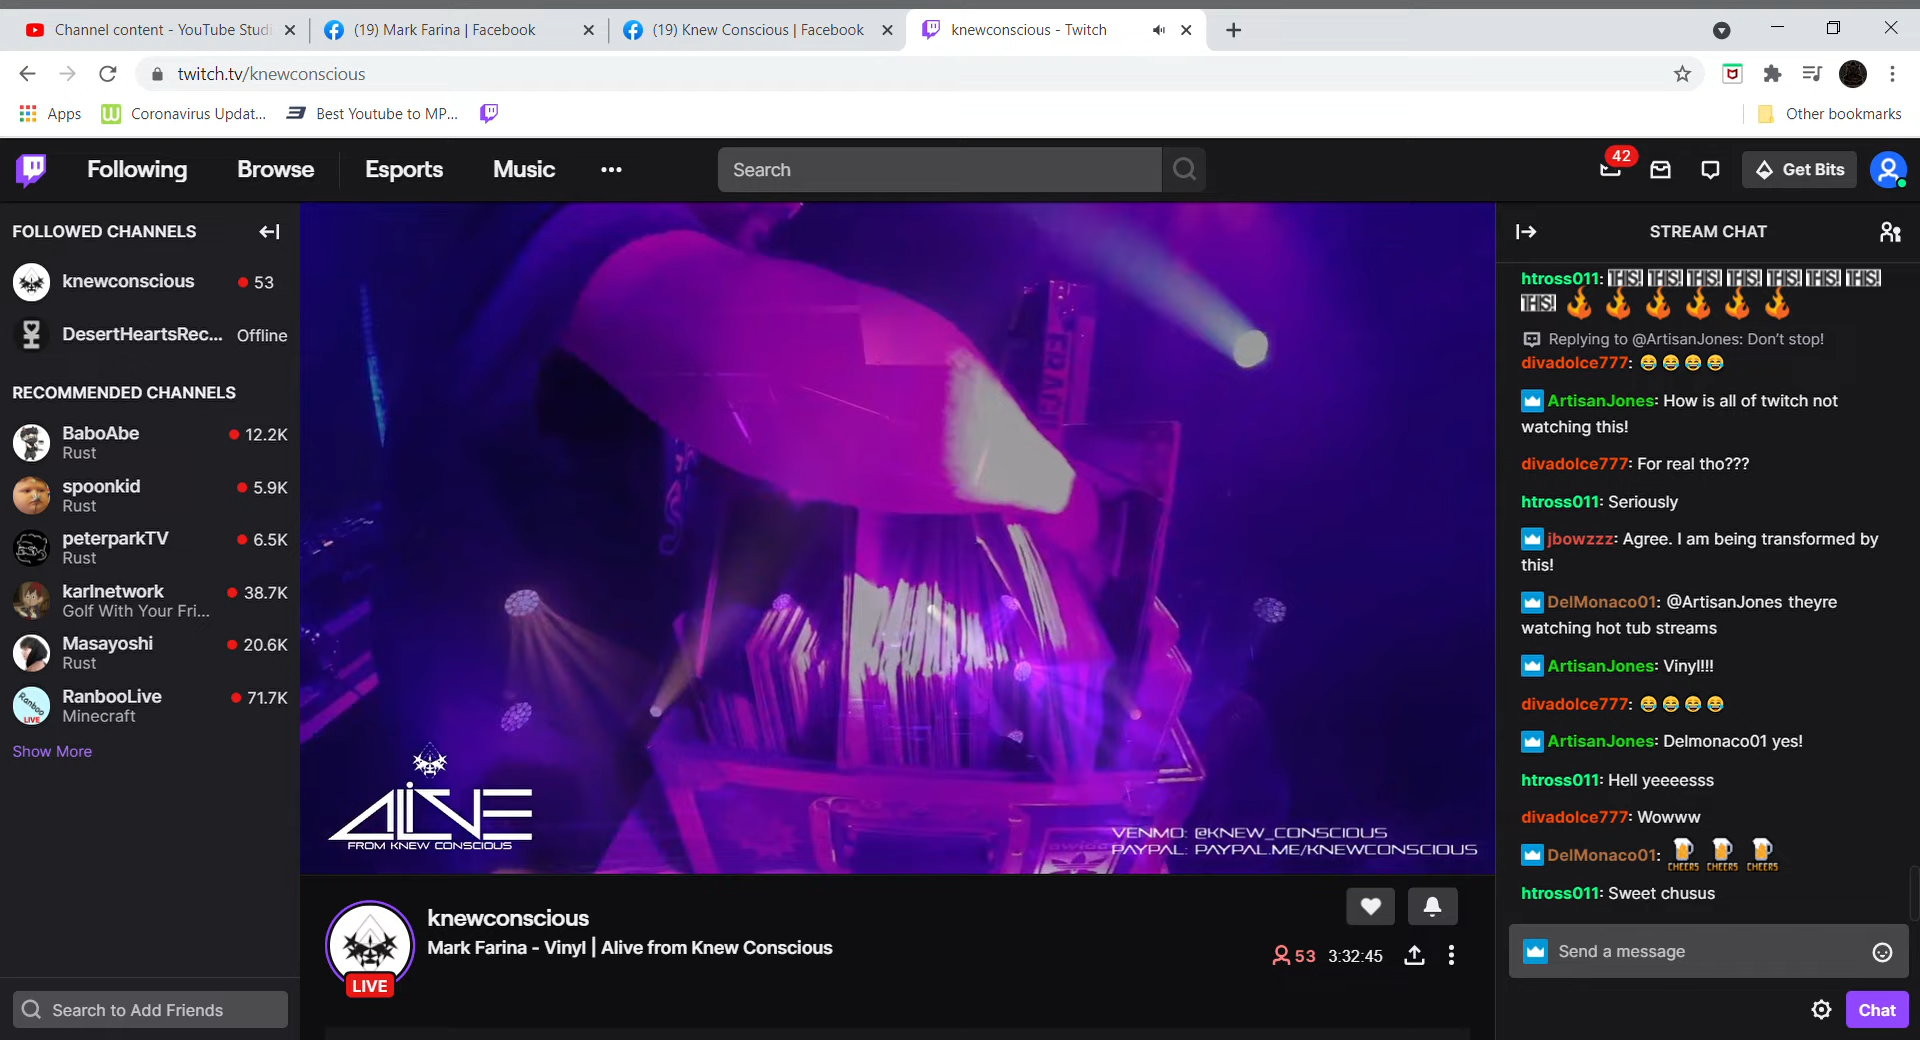 Channel content - YouTube Studi
(19) Mark Farina | Facebook
(19) Knew Conscious | Facebook
knewconscious - Twitch
twitch.tv/knewconscious
Apps
Coronavirus Updat...
Best Youtube to MP...
Other bookmarks
Following
Browse
Esports
Music
Search
42
Get Bits
FOLLOWED CHANNELS
knewconscious
53
DesertHeartsRec...
Offline
RECOMMENDED CHANNELS
BaboAbe
12.2K
Rust
spoonkid
5.9K
Rust
peterparkTV
6.5K
Rust
karlnetwork
38.7K
Golf With Your Fri...
Masayoshi
20.6K
Rust
RanbooLive
71.7K
Minecraft
Show More
Search to Add Friends
ALIVE
FROM KNEW CONSCIOUS
VENMO: @KNEW_CONSCIOUS
PAYPAL: PAYPAL.ME/KNEWCONSCIOUS
LIVE
knewconscious
Mark Farina - Vinyl | Alive from Knew Conscious
53
3:32:45
STREAM CHAT
htross011:
Replying to @ArtisanJones: Don't stop!
divadolce777: 😂 😂 😂 😂
ArtisanJones: How is all of twitch not
watching this!
divadolce777: For real tho???
htross011: Seriously
jbowzzz: Agree. I am being transformed by
this!
DelMonaco01: @ArtisanJones theyre
watching hot tub streams
ArtisanJones: Vinyl!!!
divadolce777: 😂 😂 😂 😂
ArtisanJones: Delmonaco01 yes!
htross011: Hell yeeeesss
divadolce777: Wowww
DelMonaco01: CHEERS CHEERS CHEERS
htross011: Sweet chusus
Send a message
Chat